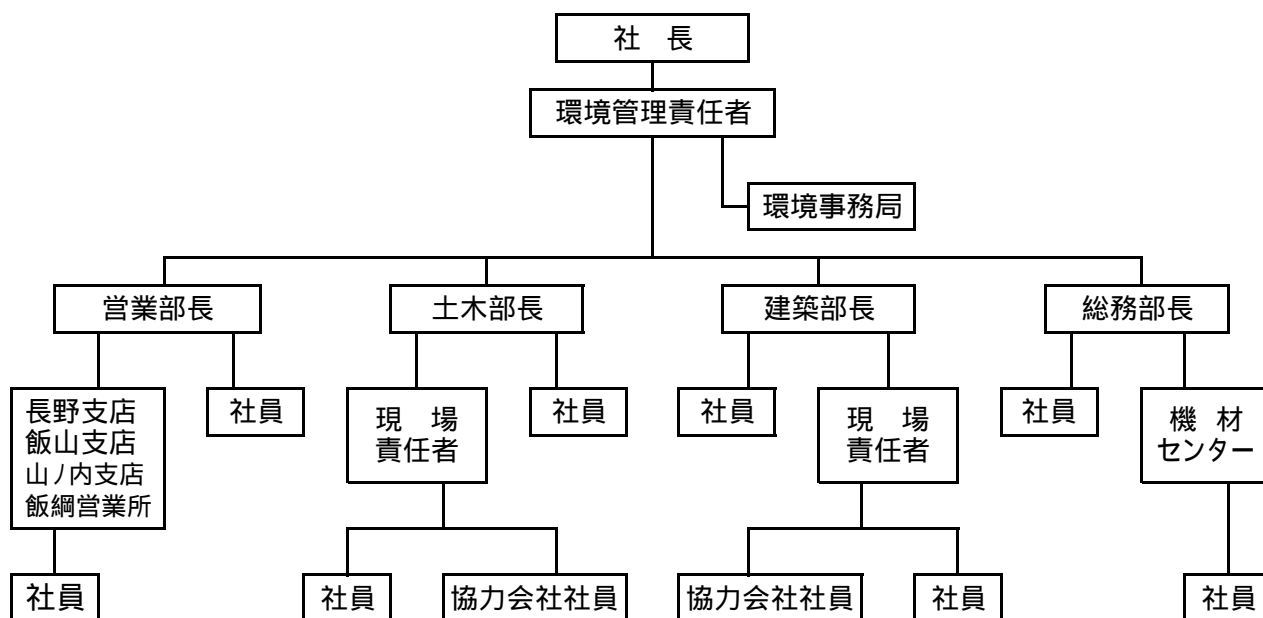 社 長
環境管理責任者
環境事務局
営業部長
土木部長
建築部長
総務部長
長野支店
飯山支店
山ノ内支店
飯綱営業所
社員
現 場
責任者
社員
社員
現 場
責任者
社員
機 材
センター
社員
社員
協力会社社員
協力会社社員
社員
社員